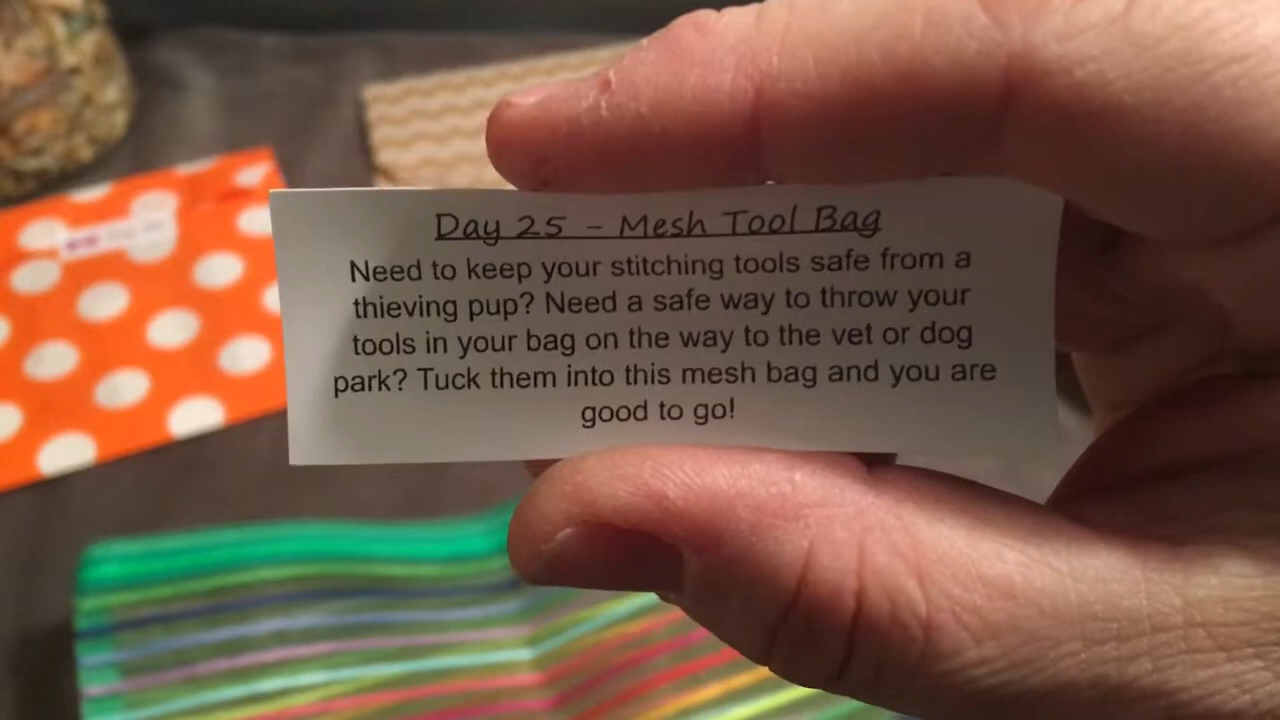 Day 25 - Mesh Tool Bag
Need to keep your stitching tools safe from a
thieving pup? Need a safe way to throw your
tools in your bag on the way to the vet or dog
park? Tuck them into this mesh bag and you are
good to go!